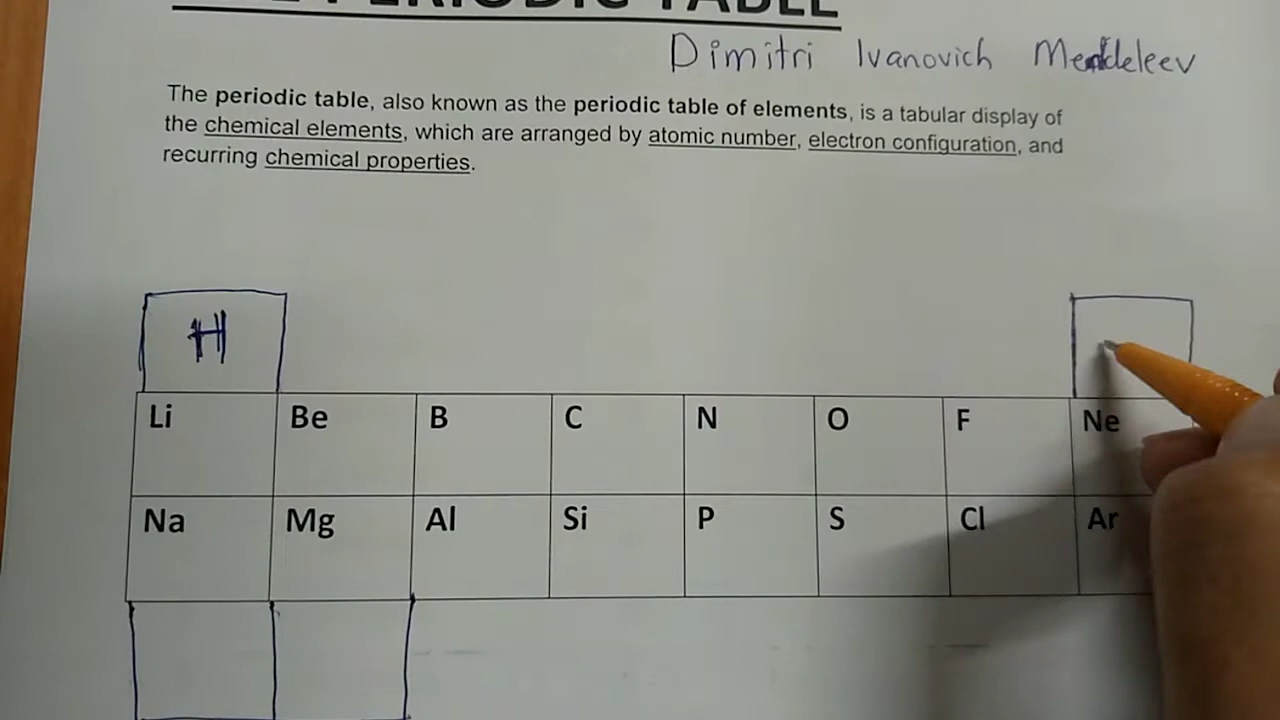 PERIODIC TABLE
Dimitri Ivanovich Mendeleev
The periodic table, also known as the periodic table of elements, is a tabular display of
the chemical elements, which are arranged by atomic number, electron configuration, and
recurring chemical properties.
H
Li Be B C N O F Ne
Na Mg Al Si P S Cl Ar